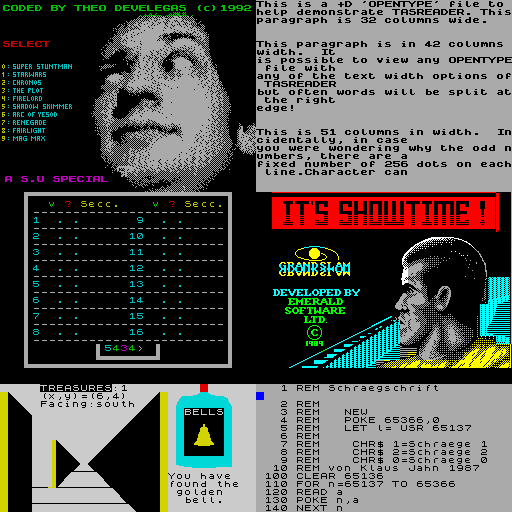 CODED BY THEO DEVELEGAS (c)1992
SELECT
0: SUPER STUNTMAN
1: STARWARS
2: CHRONOS
3: THE PLOT
4: FIRELORD
5: SHADOW SKIMMER
6: ARC OF YESOD
7: RENEGADE
8: FAIRLIGHT
9: MAG MAX
A S.U SPECIAL
This is a +D 'OPENTYPE' file to
help demonstrate TASREADER. This
paragraph is 32 columns wide.
This paragraph is in 42 columns
width.  It
is possible to view any OPENTYPE
file with
any of the text width options of
TASREADER
but often words will be split at
the right
edge!
This is 51 columns in width.  In
cidentally, in case
you were wondering why the odd n
umbers, there are a
fixed number of 256 dots on each
line.Character can
v ? Secc. v ? Secc.
1 . . 9 . .
2 . . 10 . .
3 . . 11 . .
4 . . 12 . .
5 . . 13 . .
6 . . 14 . .
7 . . 15 . .
8 . . 16 . .
5434>
IT'S SHOWTIME!
GRANDSLAM
DEVELOPED BY
EMERALD
SOFTWARE
LTD.
©
1989
TREASURES:1
(x,y)=(6,4)
Facing:south
BELLS
You have
found the
golden
bell.
1 REM Schraegschrift
2 REM
3 REM    NEW
4 REM    POKE 65366,0
5 REM    LET l= USR 65137
6 REM
7 REM     CHR$ 1=Schraege 1
8 REM     CHR$ 2=Schraege 2
9 REM     CHR$ 0=Schraege 0
10 REM von Klaus Jahn 1987
100 CLEAR 65136
110 FOR n=65137 TO 65366
120 READ a
130 POKE n,a
140 NEXT n